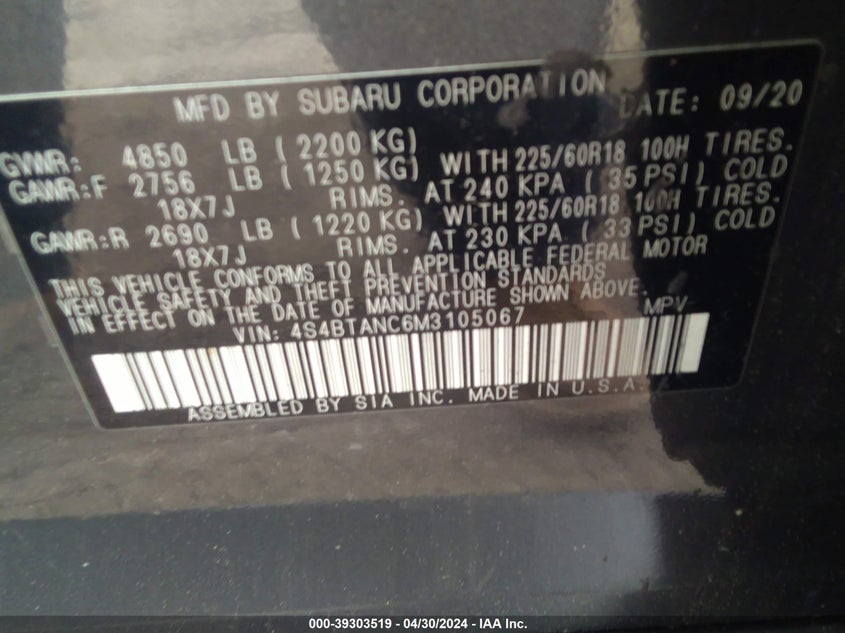 MFD BY SUBARU CORPORATION DATE: 09/20
GVWR: 4850 LB ( 2200 KG)
GAWR:F 2756 LB ( 1250 KG) WITH 225/60R18 100H TIRES.
18X7J RIMS. AT 240 KPA ( 35 PSI) COLD
GAWR:R 2690 LB ( 1220 KG) WITH 225/60R18 100H TIRES.
18X7J RIMS. AT 230 KPA ( 33 PSI) COLD
THIS VEHICLE CONFORMS TO ALL APPLICABLE FEDERAL MOTOR
VEHICLE SAFETY AND THEFT PREVENTION STANDARDS
IN EFFECT ON THE DATE OF MANUFACTURE SHOWN ABOVE.
VIN: 4S4BTANC6M3105067 MPV
ASSEMBLED BY SIA INC. MADE IN U.S.A.
000-39303519 - 04/30/2024 - IAA Inc.